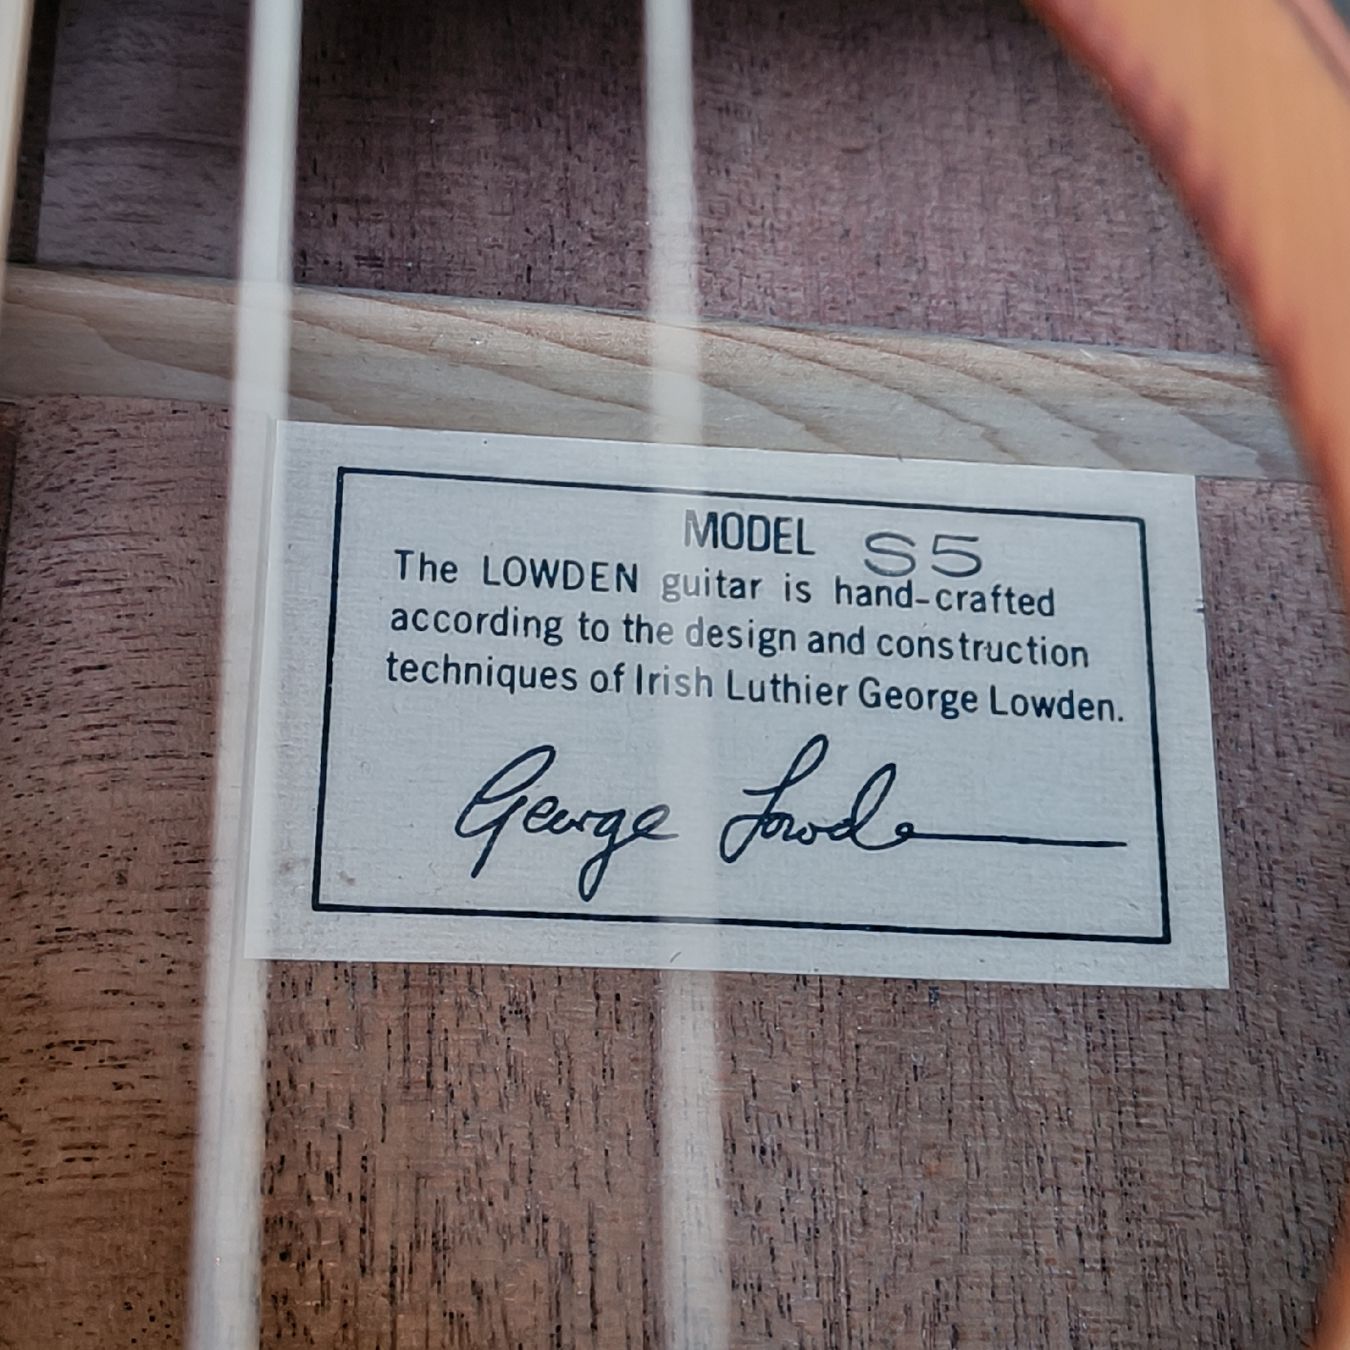 MODEL S5
The LOWDEN guitar is hand-crafted
according to the design and construction
techniques of Irish Luthier George Lowden.
George Lowden